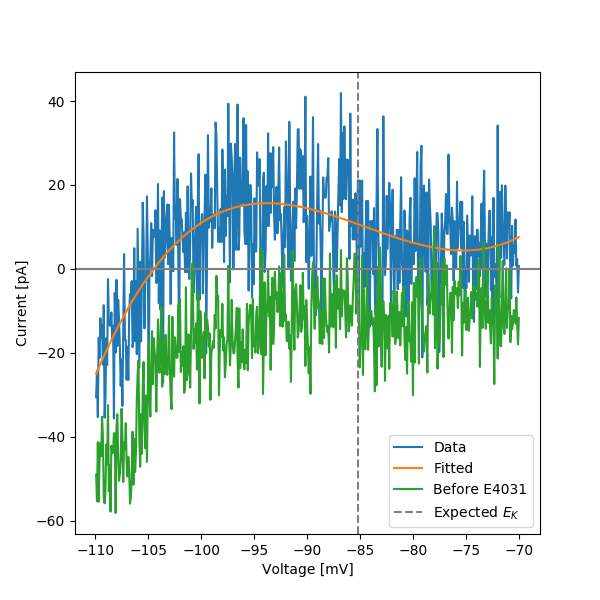 40
20
0
−20
−40
−60
Current [pA]
−110 −105 −100 −95 −90 −85 −80 −75 −70
Voltage [mV]
Data
Fitted
Before E4031
Expected E_K